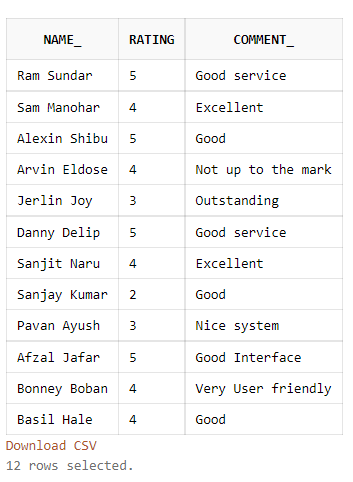 NAME_ RATING COMMENT_
Ram Sundar 5 Good service
Sam Manohar 4 Excellent
Alexin Shibu 5 Good
Arvin Eldose 4 Not up to the mark
Jerlin Joy 3 Outstanding
Danny Delip 5 Good service
Sanjit Naru 4 Excellent
Sanjay Kumar 2 Good
Pavan Ayush 3 Nice system
Afzal Jafar 5 Good Interface
Bonney Boban 4 Very User friendly
Basil Hale 4 Good
Download CSV
12 rows selected.